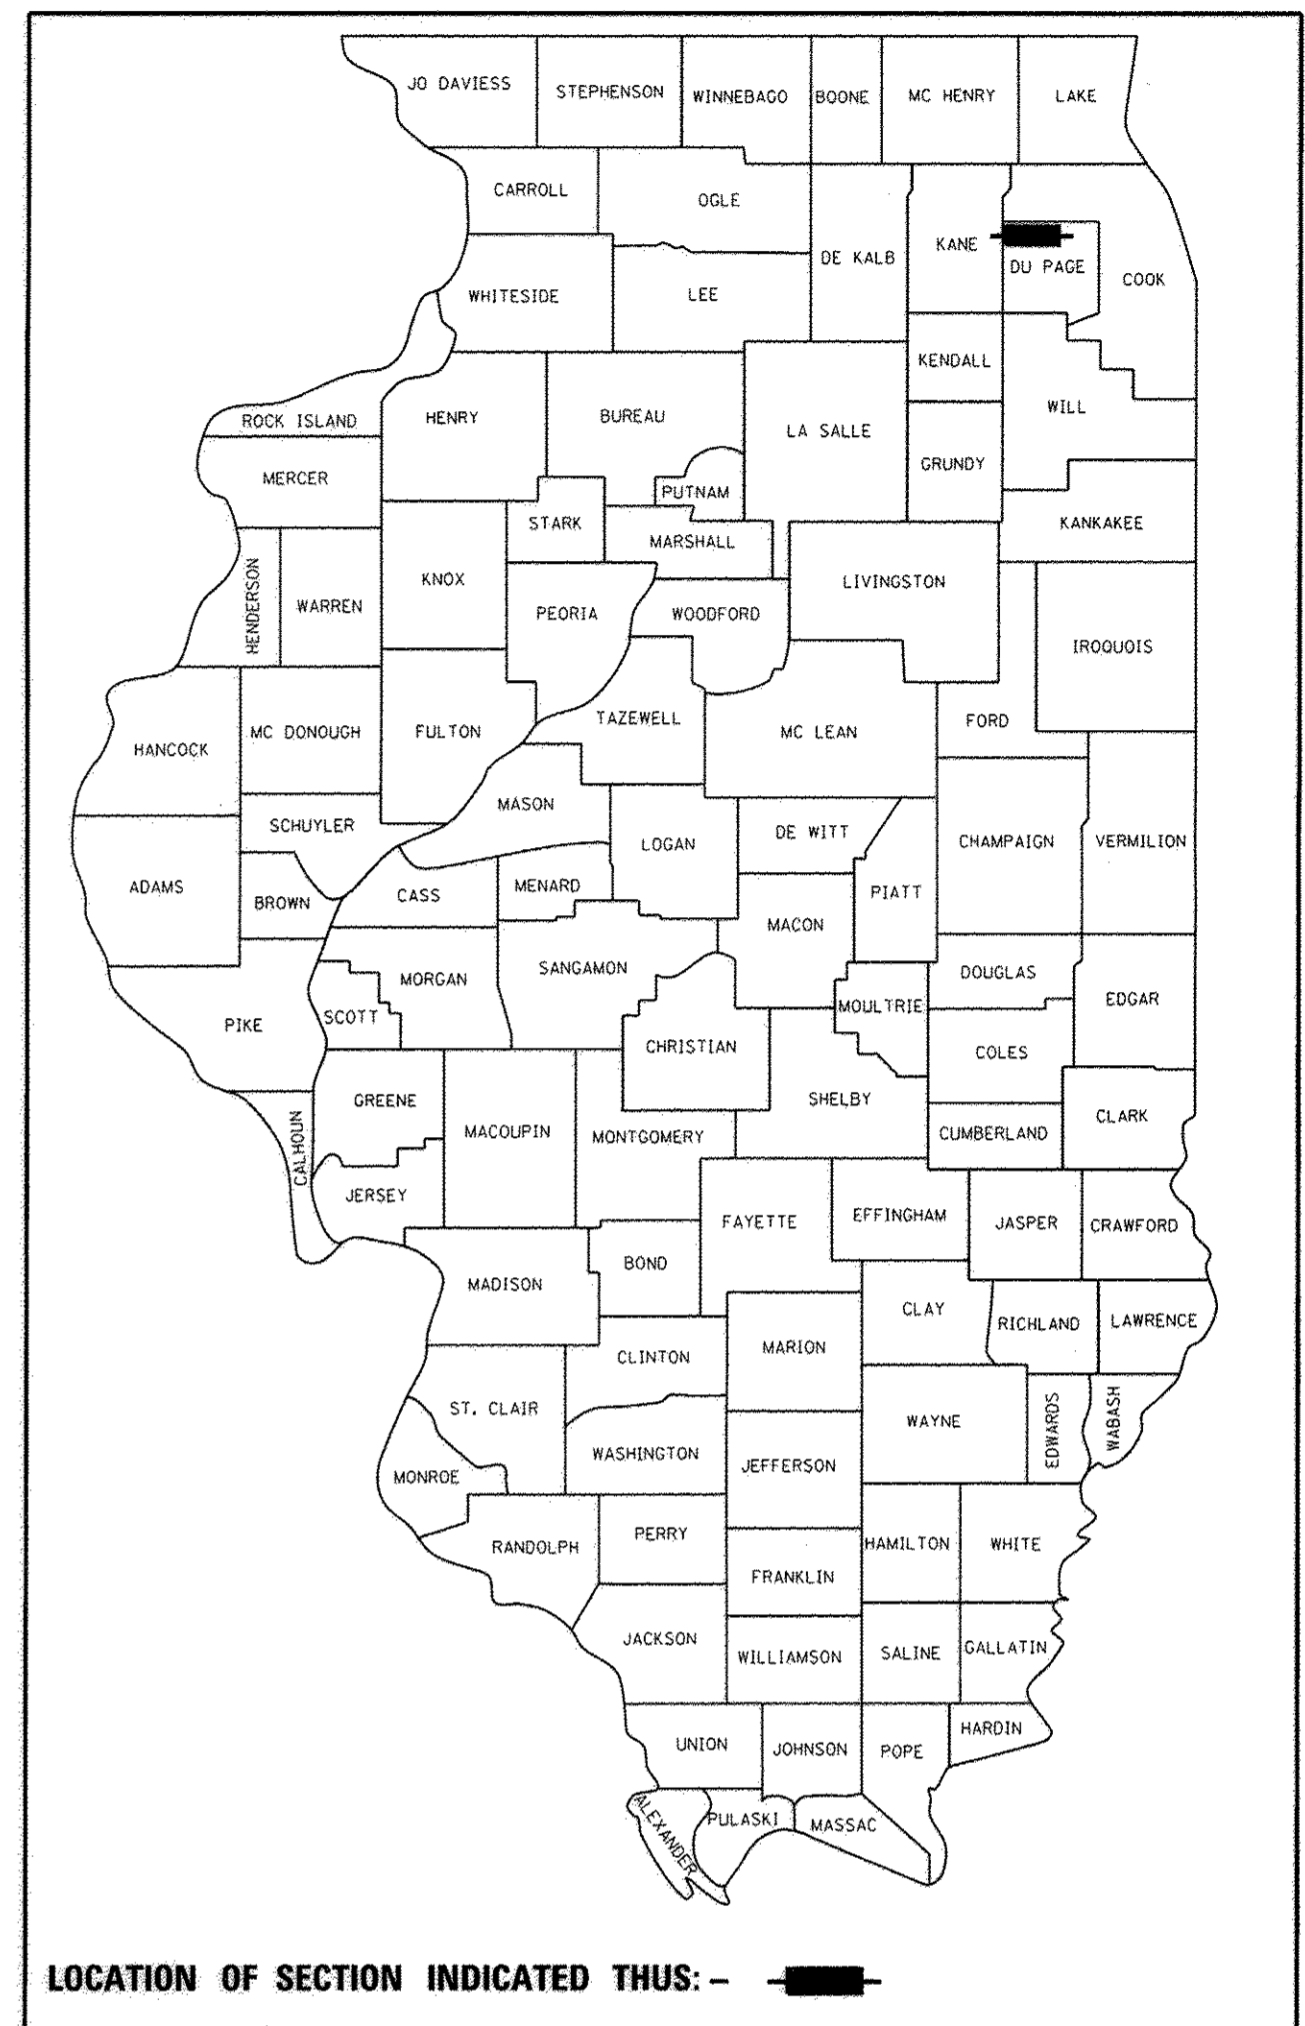 JO DAVIESS
STEPHENSON
WINNEBAGO
BOONE
MC HENRY
LAKE
CARROLL
OGLE
DE KALB
KANE
DU PAGE
COOK
WHITESIDE
LEE
KENDALL
WILL
ROCK ISLAND
HENRY
BUREAU
LA SALLE
GRUNDY
MERCER
PUTNAM
KANKAKEE
STARK
MARSHALL
HENDERSON
WARREN
KNOX
PEORIA
WOODFORD
LIVINGSTON
IROQUOIS
HANCOCK
MC DONOUGH
FULTON
TAZEWELL
MC LEAN
FORD
MASON
SCHUYLER
LOGAN
DE WITT
CHAMPAIGN
VERMILION
ADAMS
BROWN
CASS
MENARD
PIATT
MACON
MORGAN
SANGAMON
DOUGLAS
EDGAR
PIKE
SCOTT
MOULTRIE
CHRISTIAN
COLES
GREENE
SHELBY
CLARK
CALHOUN
MACOUPIN
MONTGOMERY
CUMBERLAND
JERSEY
FAYETTE
EFFINGHAM
JASPER
CRAWFORD
MADISON
BOND
CLAY
RICHLAND
LAWRENCE
CLINTON
MARION
ST. CLAIR
WAYNE
EDWARDS
WABASH
WASHINGTON
JEFFERSON
MONROE
RANDOLPH
PERRY
HAMILTON
WHITE
FRANKLIN
JACKSON
WILLIAMSON
SALINE
GALLATIN
UNION
JOHNSON
POPE
HARDIN
ALEXANDER
PULASKI
MASSAC
LOCATION OF SECTION INDICATED THUS: –